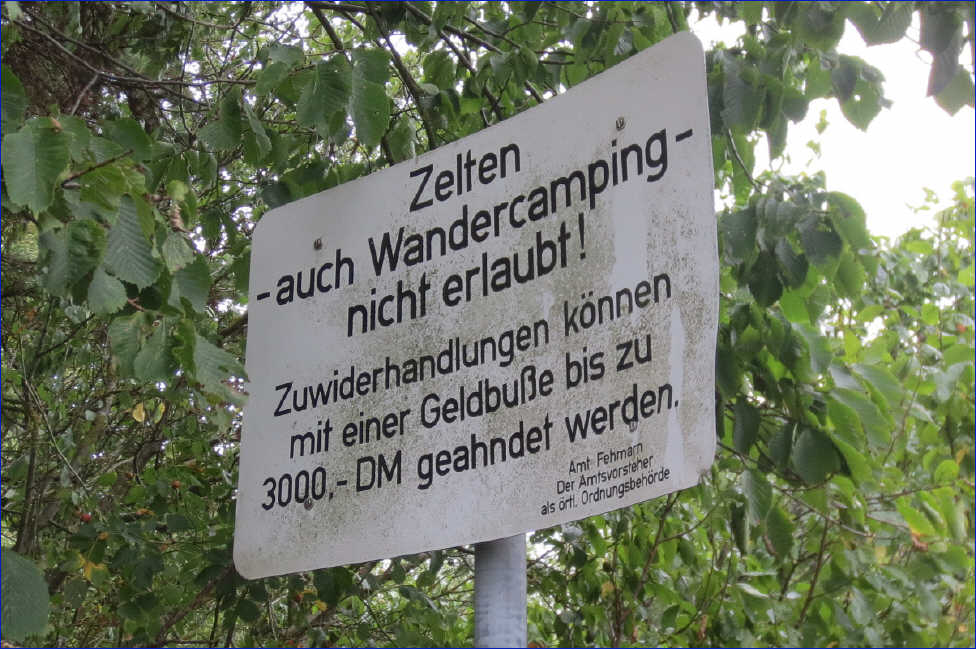 Zelten
- auch Wandercamping -
nicht erlaubt!
Zuwiderhandlungen können
mit einer Geldbuße bis zu
3000,- DM geahndet werden.
Amt Fehmarn
Der Amtsvorsteher
als örtl. Ordnungsbehörde